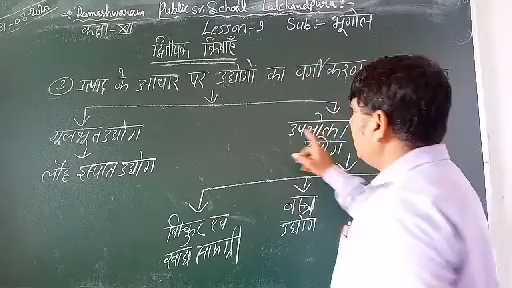 Rameshwaram Public Sr. School Lalchandpura
कक्षा - XII Lesson - 9 Sub:- भूगोल
द्वितीयक क्रियाएँ
③ उत्पाद के आधार पर उद्योगों का वर्गीकरण
मूलभूत उद्योग
उपभोक्ता
उद्योग
लौह इस्पात उद्योग
वस्त्र
उद्योग
बिस्कुट एवं
खाद्य सामग्री